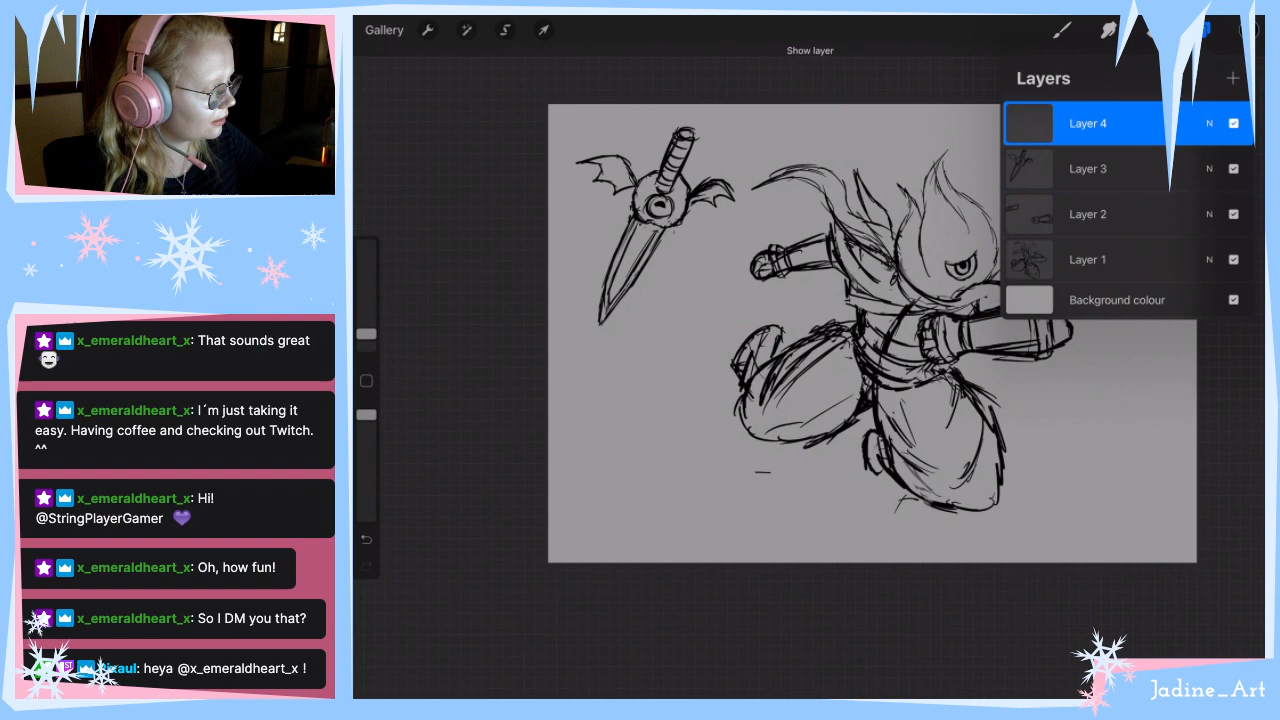 Gallery
Show layer
Layers
Layer 4 N
Layer 3 N
Layer 2 N
Layer 1 N
Background colour
x_emeraldheart_x: That sounds great
x_emeraldheart_x: I´m just taking it
easy. Having coffee and checking out Twitch.
^^
x_emeraldheart_x: Hi!
@StringPlayerGamer
x_emeraldheart_x: Oh, how fun!
x_emeraldheart_x: So I DM you that?
heya @x_emeraldheart_x !
Jadine_Art